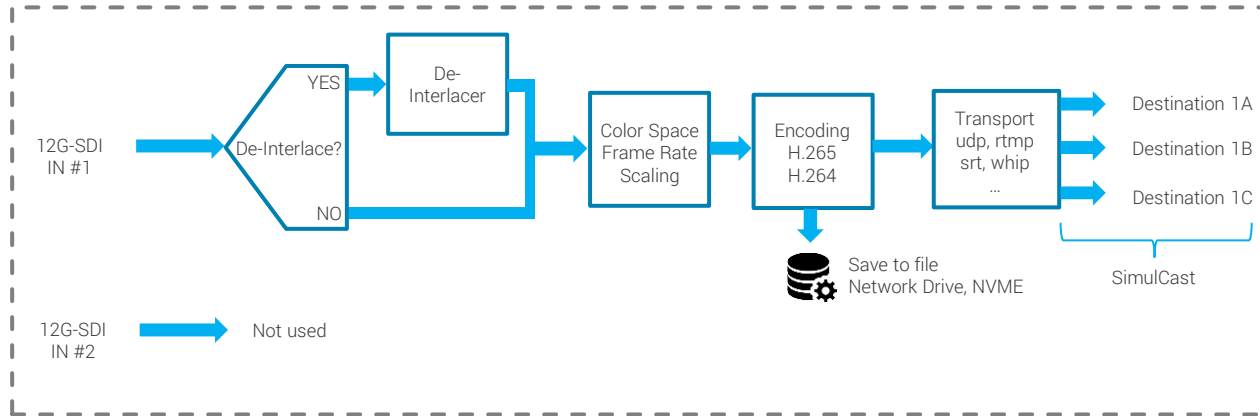 12G-SDI
IN #1
De-Interlace?
YES
NO
De-
Interlacer
Color Space
Frame Rate
Scaling
Encoding
H.265
H.264
Save to file
Network Drive, NVME
Transport
udp, rtmp
srt, whip
...
Destination 1A
Destination 1B
Destination 1C
SimulCast
12G-SDI
IN #2
Not used